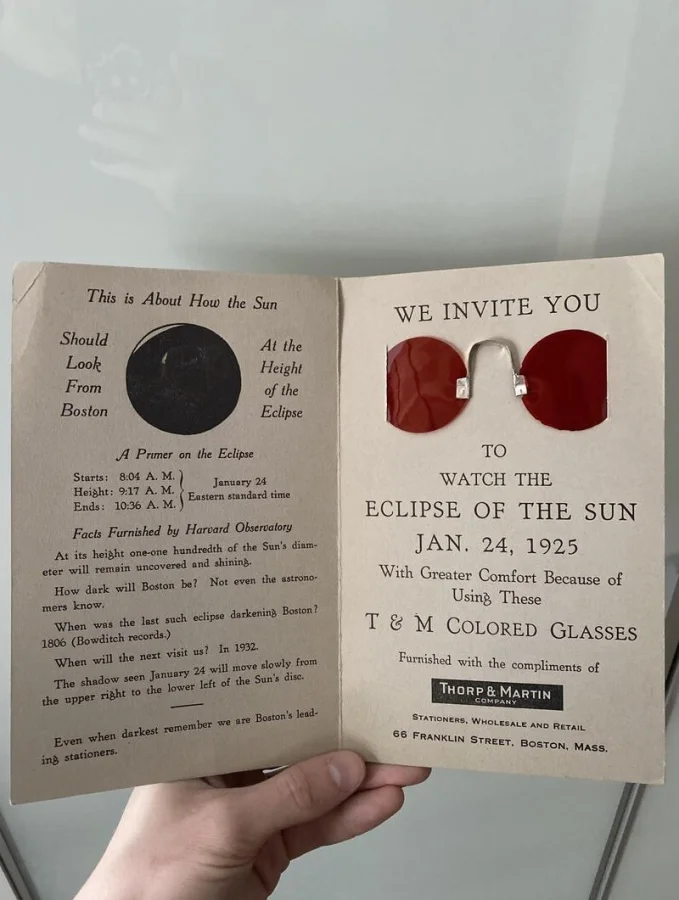 This is About How the Sun
Should
Look
From
Boston
At the
Height
of the
Eclipse
A Primer on the Eclipse
Starts: 8:04 A. M.
Height: 9:17 A. M.
Ends: 10:36 A. M.
January 24
Eastern standard time
Facts Furnished by Harvard Observatory
At its height one-one hundredth of the Sun's diam-
eter will remain uncovered and shining.
How dark will Boston be? Not even the astrono-
mers know.
When was the last such eclipse darkening Boston?
1806 (Bowditch records.)
When will the next visit us? In 1932.
The shadow seen January 24 will move slowly from
the upper right to the lower left of the Sun's disc.
Even when darkest remember we are Boston's lead-
ing stationers.
WE INVITE YOU
TO
WATCH THE
ECLIPSE OF THE SUN
JAN. 24, 1925
With Greater Comfort Because of
Using These
T & M COLORED GLASSES
Furnished with the compliments of
THORP & MARTIN
COMPANY
STATIONERS, WHOLESALE AND RETAIL
66 FRANKLIN STREET, BOSTON, MASS.